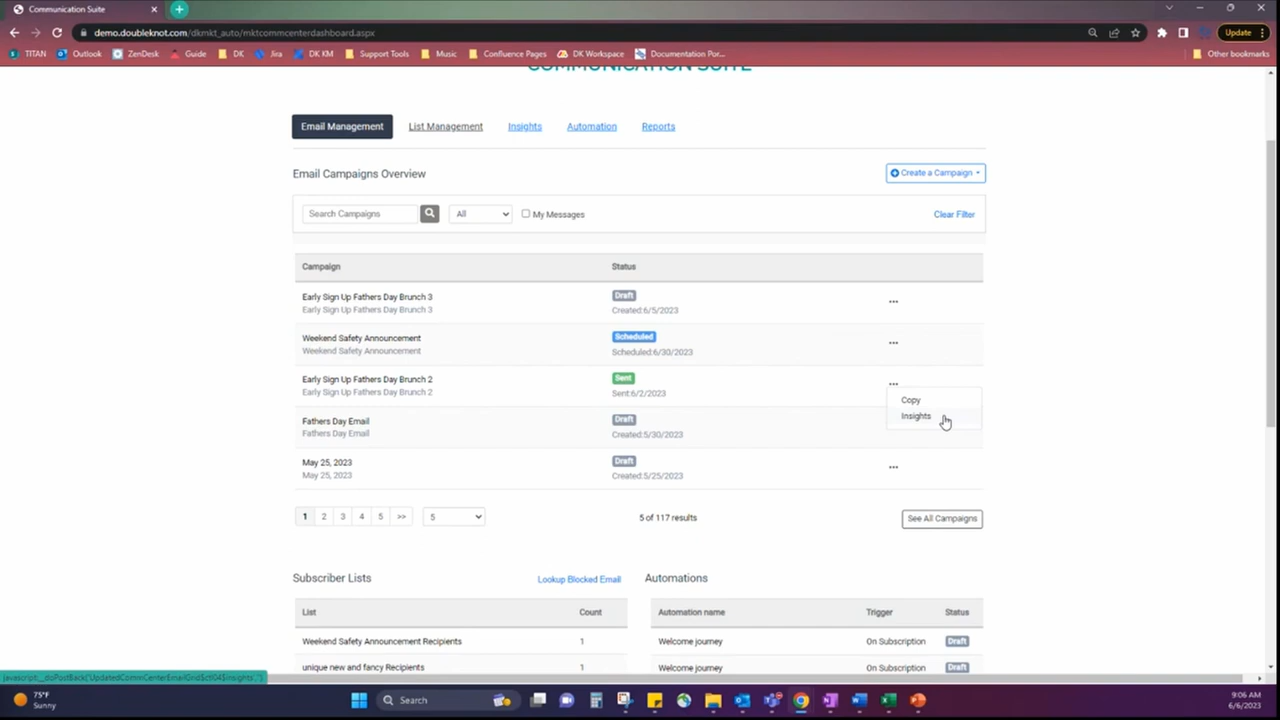 Communication Suite
demo.doubleknot.com/dkmkt_auto/mktcommcenterdashboard.aspx
Update
TITAN Outlook ZenDesk Guide DK Jira DK KM Support Tools Music Confluence Pages DK Workspace Documentation Por... Other bookmarks
COMMUNICATION SUITE
Email Management List Management Insights Automation Reports
Email Campaigns Overview Create a Campaign
Search Campaigns All My Messages Clear Filter
Campaign Status
Early Sign Up Fathers Day Brunch 3 Draft
Early Sign Up Fathers Day Brunch 3 Created:6/5/2023
Weekend Safety Announcement Scheduled
Weekend Safety Announcement Scheduled:6/30/2023
Early Sign Up Fathers Day Brunch 2 Sent
Early Sign Up Fathers Day Brunch 2 Sent:6/2/2023
Copy
Insights
Fathers Day Email Draft
Fathers Day Email Created:5/30/2023
May 25, 2023 Draft
May 25, 2023 Created:5/25/2023
1 2 3 4 5 >> 5 5 of 117 results See All Campaigns
Subscriber Lists Lookup Blocked Email Automations
List Count Automation name Trigger Status
Weekend Safety Announcement Recipients 1 Welcome journey On Subscription Draft
unique new and fancy Recipients 1 Welcome journey On Subscription Draft
75°F
Sunny
Search
9:06 AM
6/6/2023